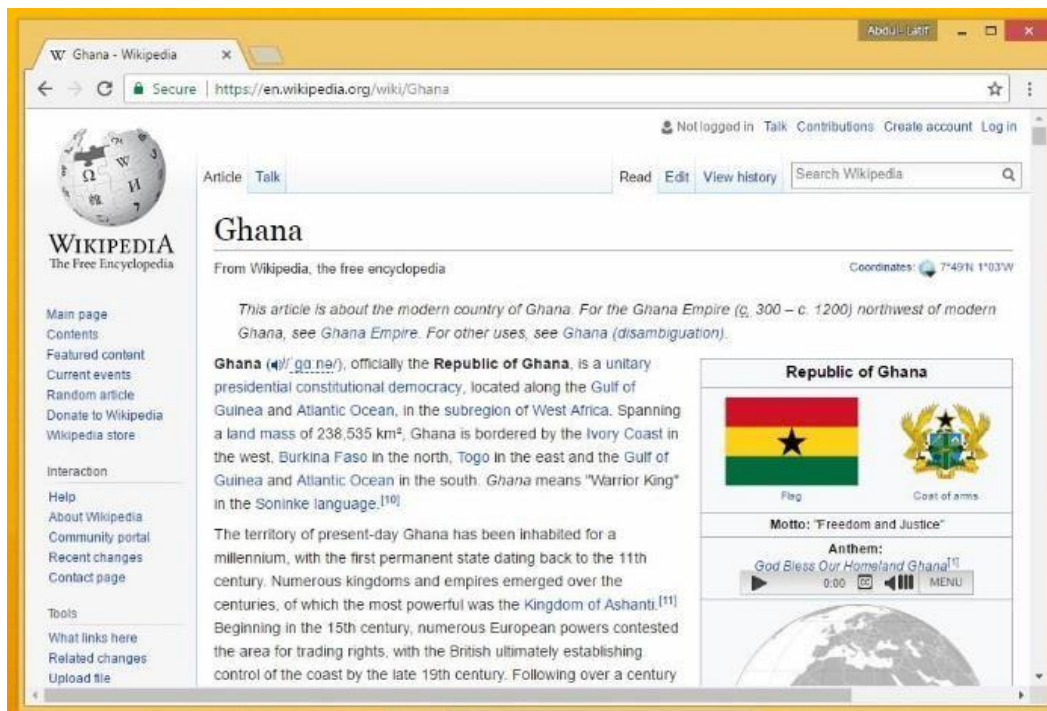 Abdul-Latif
Ghana - Wikipedia
Secure https://en.wikipedia.org/wiki/Ghana
Not logged in Talk Contributions Create account Log in
Article Talk
Read Edit View history Search Wikipedia
WIKIPEDIA
The Free Encyclopedia
Main page
Contents
Featured content
Current events
Random article
Donate to Wikipedia
Wikipedia store
Interaction
Help
About Wikipedia
Community portal
Recent changes
Contact page
Tools
What links here
Related changes
Upload file
Ghana
From Wikipedia, the free encyclopedia
Coordinates: 7°49′N 1°03′W
This article is about the modern country of Ghana. For the Ghana Empire (c. 300 – c. 1200) northwest of modern
Ghana, see Ghana Empire. For other uses, see Ghana (disambiguation).
Ghana (/ˈɡɑːnə/), officially the Republic of Ghana, is a unitary
presidential constitutional democracy, located along the Gulf of
Guinea and Atlantic Ocean, in the subregion of West Africa. Spanning
a land mass of 238,535 km², Ghana is bordered by the Ivory Coast in
the west, Burkina Faso in the north, Togo in the east and the Gulf of
Guinea and Atlantic Ocean in the south. Ghana means "Warrior King"
in the Soninke language.[10]
The territory of present-day Ghana has been inhabited for a
millennium, with the first permanent state dating back to the 11th
century. Numerous kingdoms and empires emerged over the
centuries, of which the most powerful was the Kingdom of Ashanti.[11]
Beginning in the 15th century, numerous European powers contested
the area for trading rights, with the British ultimately establishing
control of the coast by the late 19th century. Following over a century
Republic of Ghana
Flag
Coat of arms
Motto: "Freedom and Justice"
Anthem:
God Bless Our Homeland Ghana[1]
0:00 CC MENU